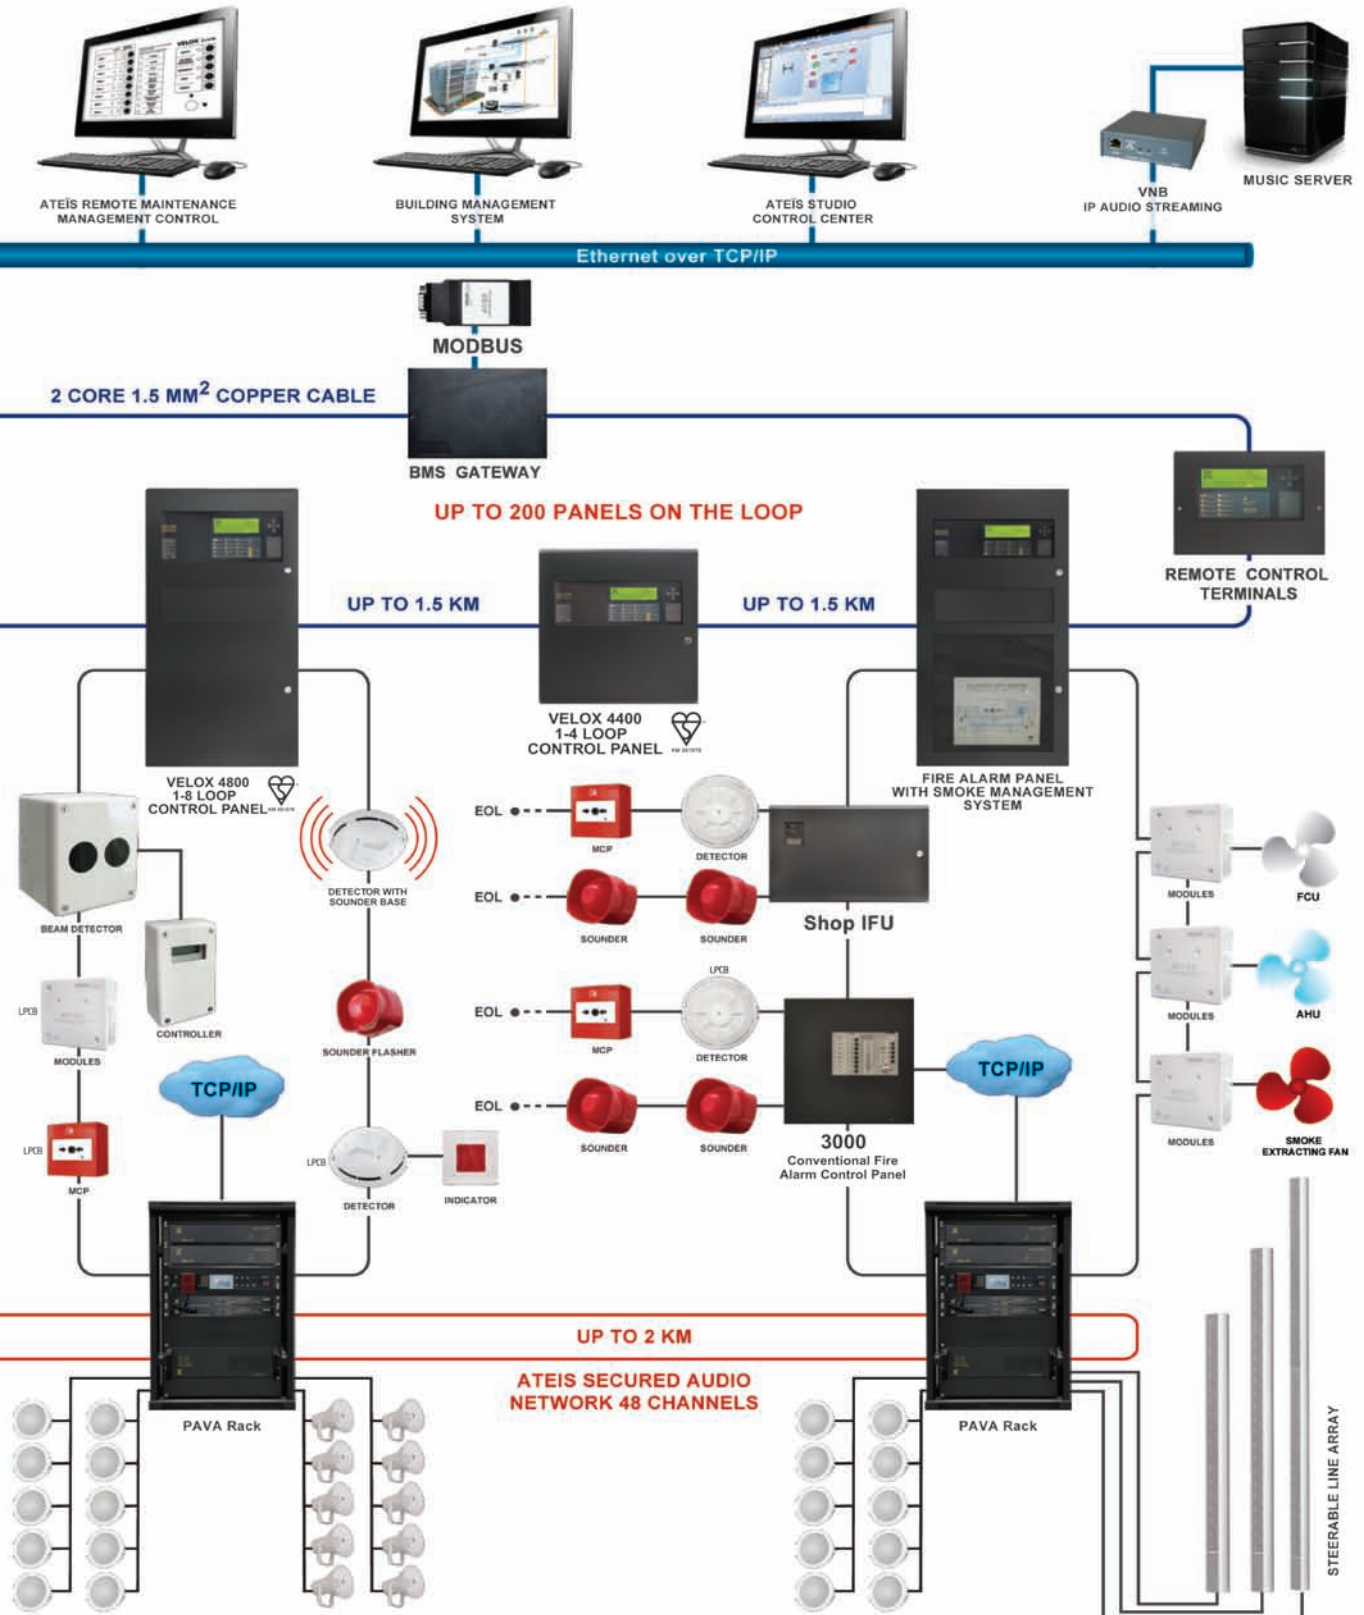 ATEÏS REMOTE MAINTENANCE
MANAGEMENT CONTROL
BUILDING MANAGEMENT
SYSTEM
ATEÏS STUDIO
CONTROL CENTER
VNB
IP AUDIO STREAMING
MUSIC SERVER
Ethernet over TCP/IP
MODBUS
2 CORE 1.5 MM² COPPER CABLE
BMS GATEWAY
UP TO 200 PANELS ON THE LOOP
REMOTE CONTROL
TERMINALS
UP TO 1.5 KM
UP TO 1.5 KM
VELOX 4400
1-4 LOOP
CONTROL PANEL
VELOX 4800
1-8 LOOP
CONTROL PANEL
FIRE ALARM PANEL
WITH SMOKE MANAGEMENT
SYSTEM
EOL
MCP
DETECTOR
EOL
SOUNDER
SOUNDER
Shop IFU
BEAM DETECTOR
DETECTOR WITH
SOUNDER BASE
MODULES
FCU
LPCB
MODULES
CONTROLLER
SOUNDER FLASHER
LPCB
EOL
MCP
DETECTOR
MODULES
AHU
TCP/IP
TCP/IP
EOL
SOUNDER
SOUNDER
3000
Conventional Fire
Alarm Control Panel
MODULES
SMOKE
EXTRACTING FAN
LPCB
MCP
LPCB
DETECTOR
INDICATOR
UP TO 2 KM
ATEIS SECURED AUDIO
NETWORK 48 CHANNELS
PAVA Rack
PAVA Rack
STEERABLE LINE ARRAY